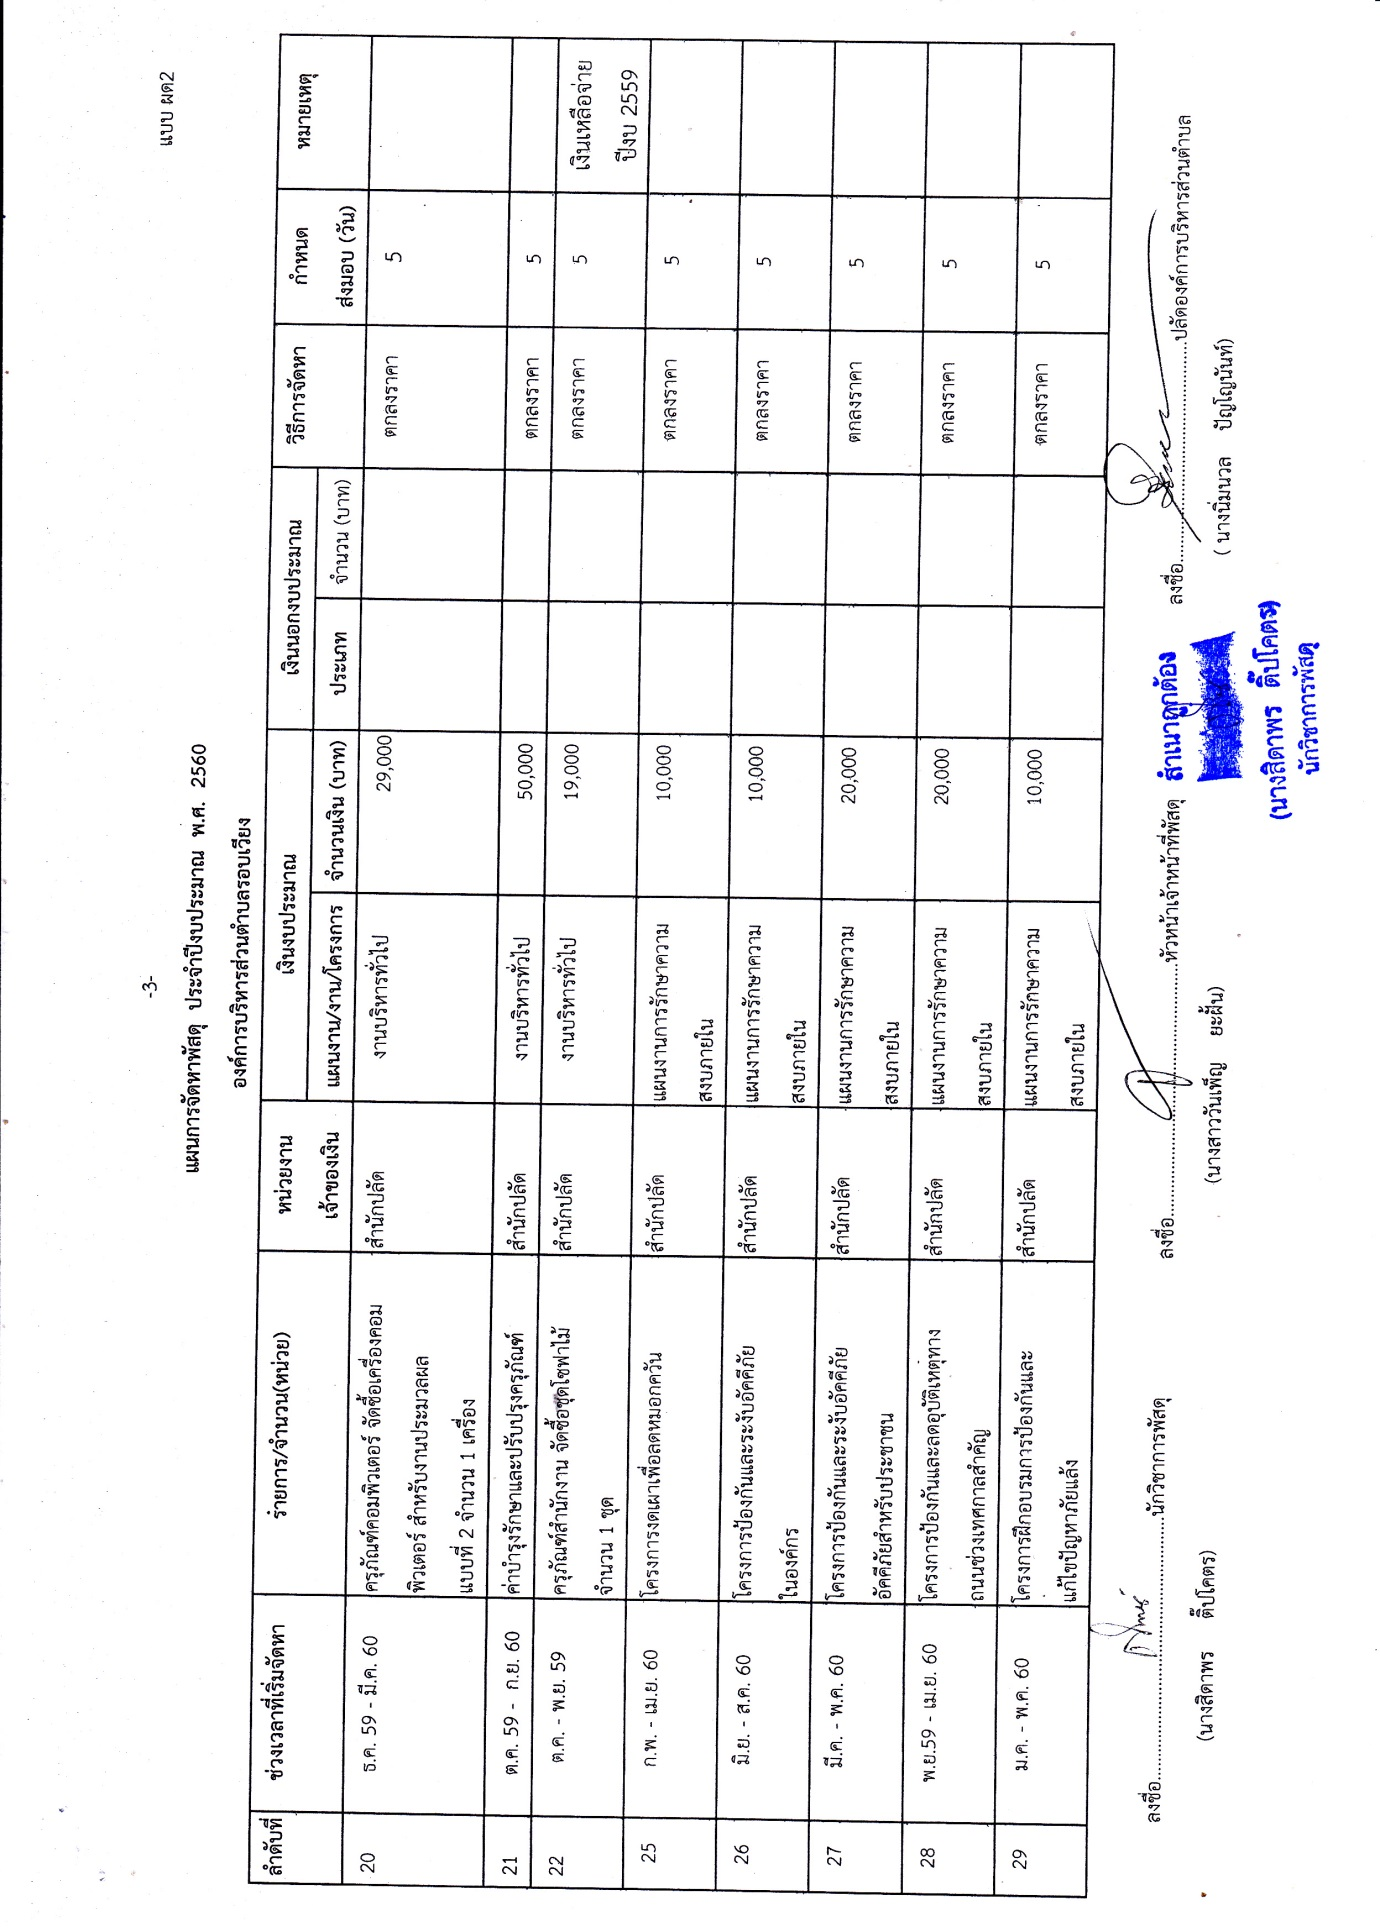 -3-
แบบ ผด2
แผนการจัดหาพัสดุ ประจำปีงบประมาณ พ.ศ. 2560
องค์การบริหารส่วนตำบลรอบเวียง
ลำดับที่ ช่วงเวลาที่เริ่มจัดหา รายการ/จำนวน(หน่วย) หน่วยงาน เงินงบประมาณ เงินนอกงบประมาณ วิธีการจัดหา กำหนด หมายเหตุ
เจ้าของเงิน แผนงาน/งาน/โครงการ จำนวนเงิน (บาท) ประเภท จำนวน (บาท) ส่งมอบ (วัน)
20 ธ.ค. 59 - มี.ค. 60 ครุภัณฑ์คอมพิวเตอร์ จัดซื้อเครื่องคอม สำนักปลัด งานบริหารทั่วไป 29,000 ตกลงราคา 5
พิวเตอร์ สำหรับงานประมวลผล
แบบที่ 2 จำนวน 1 เครื่อง
21 ต.ค. 59 - ก.ย. 60 ค่าบำรุงรักษาและปรับปรุงครุภัณฑ์ สำนักปลัด งานบริหารทั่วไป 50,000 ตกลงราคา 5
22 ต.ค. - พ.ย. 59 ครุภัณฑ์สำนักงาน จัดซื้อชุดโซฟาไม้ สำนักปลัด งานบริหารทั่วไป 19,000 ตกลงราคา 5 เงินเหลือจ่าย
จำนวน 1 ชุด ปีงบ 2559
25 ก.พ. - เม.ย. 60 โครงการงดเผาเพื่อลดหมอกควัน สำนักปลัด แผนงานการรักษาความ 10,000 ตกลงราคา 5
สงบภายใน
26 มิ.ย. - ส.ค. 60 โครงการป้องกันและระงับอัคคีภัย สำนักปลัด แผนงานการรักษาความ 10,000 ตกลงราคา 5
ในองค์กร สงบภายใน
27 มี.ค. - พ.ค. 60 โครงการป้องกันและระงับอัคคีภัย สำนักปลัด แผนงานการรักษาความ 20,000 ตกลงราคา 5
อัคคีภัยสำหรับประชาชน สงบภายใน
28 พ.ย.59 - เม.ย. 60 โครงการป้องกันและลดอุบัติเหตุทาง สำนักปลัด แผนงานการรักษาความ 20,000 ตกลงราคา 5
ถนนช่วงเทศกาลสำคัญ สงบภายใน
29 ม.ค. - พ.ค. 60 โครงการฝึกอบรมการป้องกันและ สำนักปลัด แผนงานการรักษาความ 10,000 ตกลงราคา 5
แก้ไขปัญหาภัยแล้ง สงบภายใน
ลงชื่อ..............................นักวิชาการพัสดุ ลงชื่อ..............................หัวหน้าเจ้าหน้าที่พัสดุ ลงชื่อ..............................ปลัดองค์การบริหารส่วนตำบล
(นางสิดาพร ติ๊ปโคตร) (นางสาววันเพ็ญ ยะฝั้น) ( นางนิ่มนวล ปัญโญนันท์)
สำเนาถูกต้อง
(นางสิดาพร ติ๊ปโคตร)
นักวิชาการพัสดุ